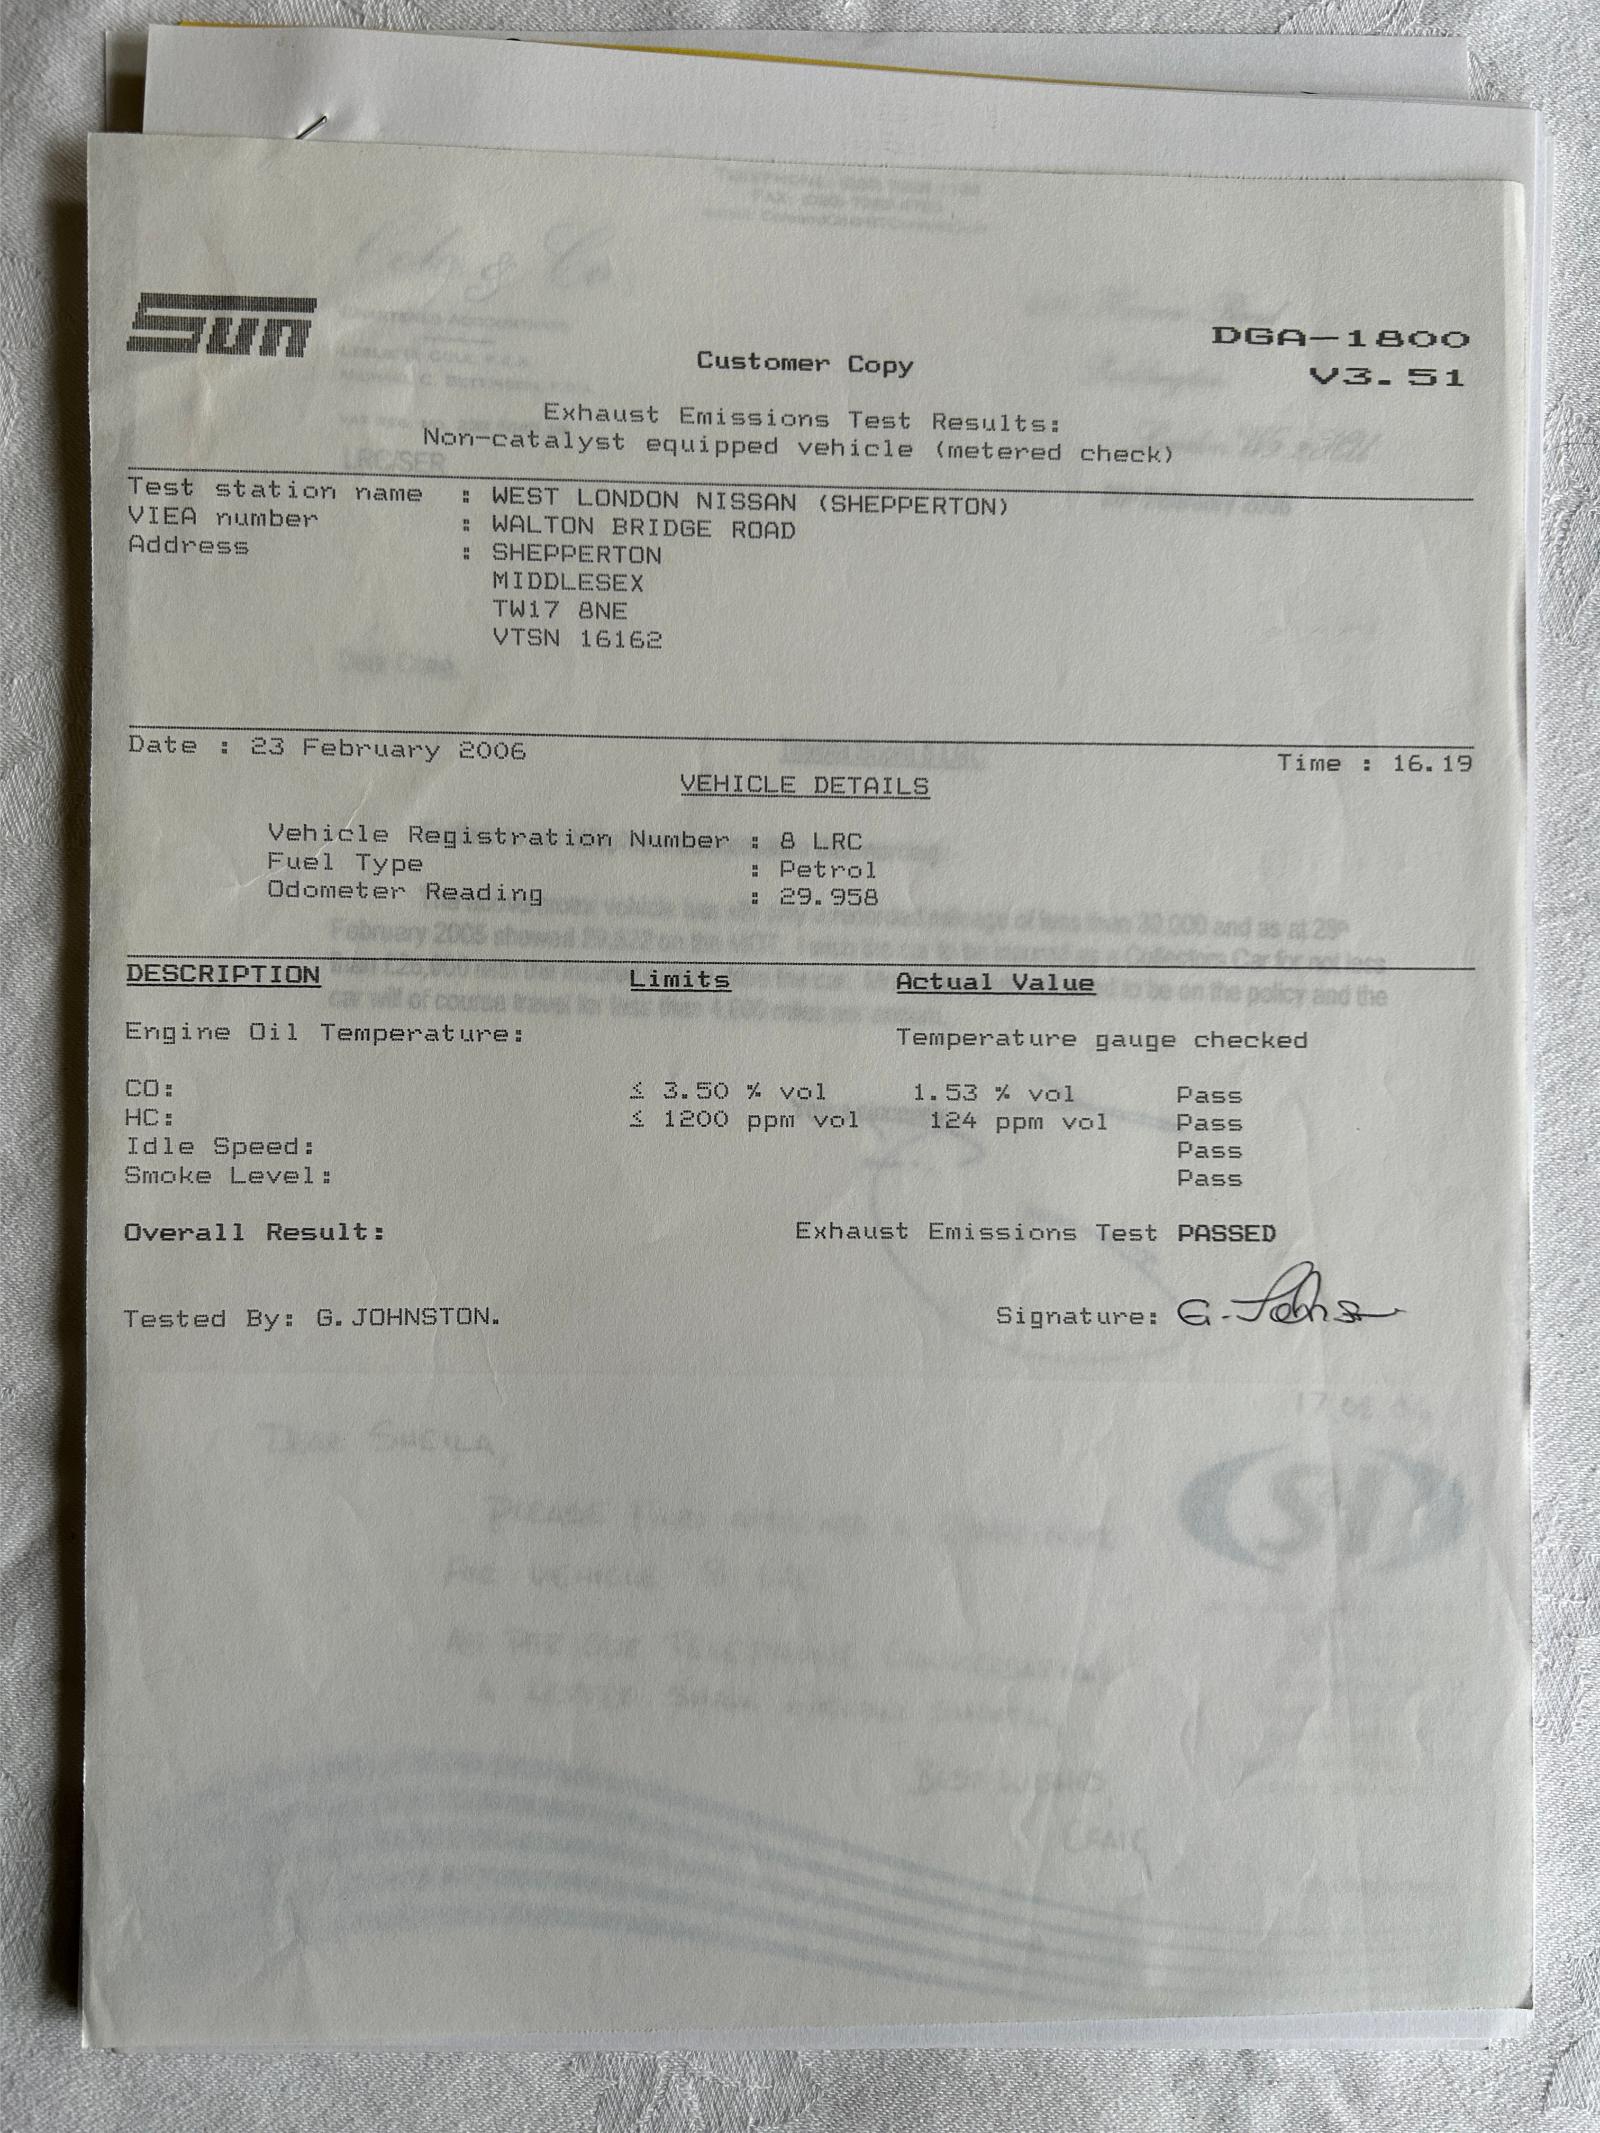 Sun
DGA-1800
Customer Copy
V3.51
Exhaust Emissions Test Results:
Non-catalyst equipped vehicle (metered check)
Test station name : WEST LONDON NISSAN (SHEPPERTON)
VIEA number : WALTON BRIDGE ROAD
Address : SHEPPERTON
MIDDLESEX
TW17 8NE
VTSN 16162
Date : 23 February 2006 Time : 16.19
VEHICLE DETAILS
Vehicle Registration Number : 8 LRC
Fuel Type : Petrol
Odometer Reading : 29.958
DESCRIPTION Limits Actual Value
Engine Oil Temperature: Temperature gauge checked
CO: ≤ 3.50 % vol 1.53 % vol Pass
HC: ≤ 1200 ppm vol 124 ppm vol Pass
Idle Speed: Pass
Smoke Level: Pass
Overall Result: Exhaust Emissions Test PASSED
Tested By: G.JOHNSTON. Signature: G. Johns